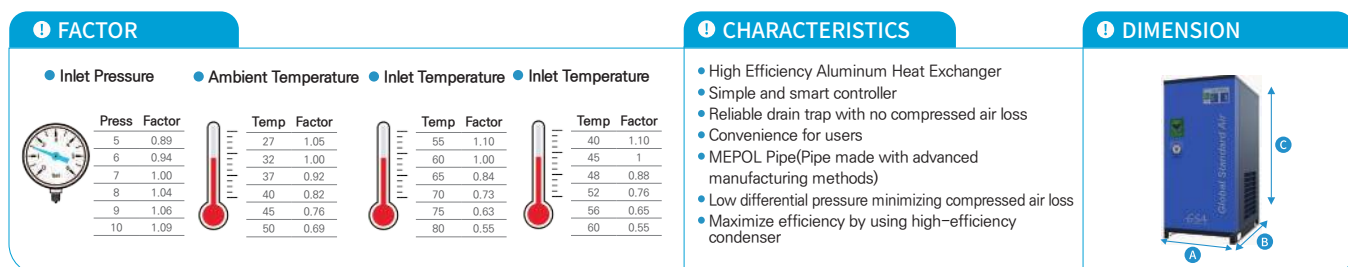 FACTOR
Inlet Pressure
Ambient Temperature
Inlet Temperature
Inlet Temperature
Press Factor
5 0.89
6 0.94
7 1.00
8 1.04
9 1.06
10 1.09
Temp Factor
27 1.05
32 1.00
37 0.92
40 0.82
45 0.76
50 0.69
Temp Factor
55 1.10
60 1.00
65 0.84
70 0.73
75 0.63
80 0.55
Temp Factor
40 1.10
45 1
48 0.88
52 0.76
56 0.65
60 0.55
CHARACTERISTICS
High Efficiency Aluminum Heat Exchanger
Simple and smart controller
Reliable drain trap with no compressed air loss
Convenience for users
MEPOL Pipe(Pipe made with advanced
manufacturing methods)
Low differential pressure minimizing compressed air loss
Maximize efficiency by using high-efficiency
condenser
DIMENSION
Global Standard Air
GSA
A
B
C